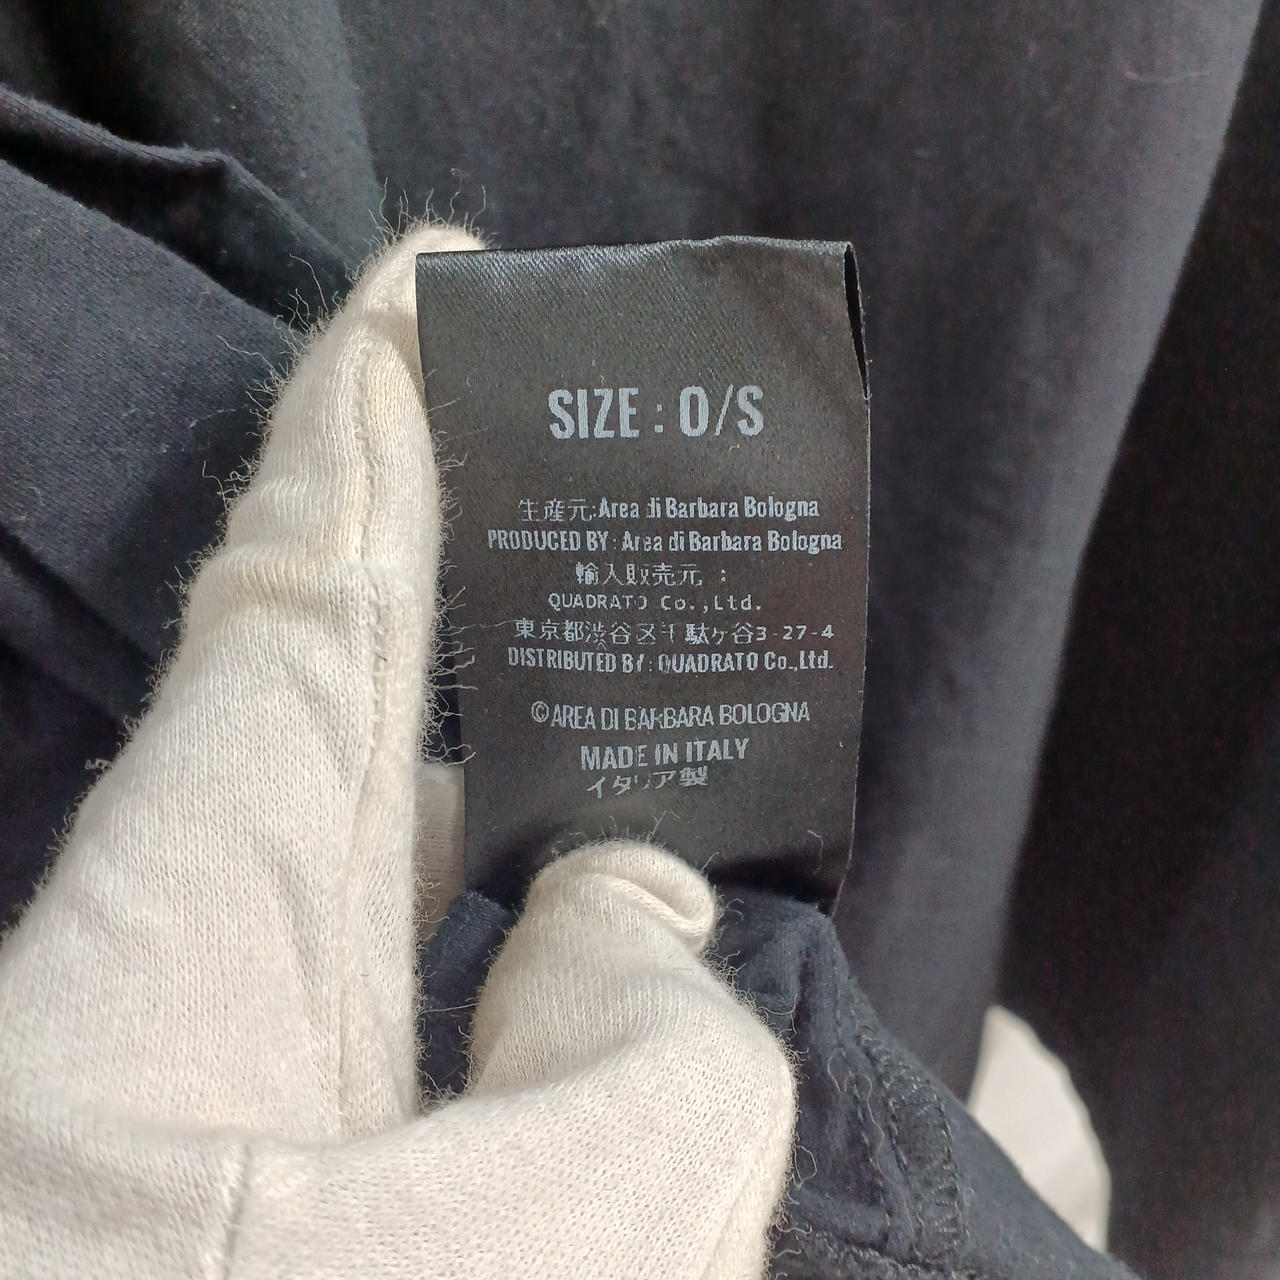 SIZE : O/S
生産元:Area di Barbara Bologna
PRODUCED BY : Area di Barbara Bologna
輸入販売元 :
QUADRATO Co.,Ltd.
東京都渋谷区千駄ヶ谷3-27-4
DISTRIBUTED BY : QUADRATO Co.,Ltd.
©AREA DI BARBARA BOLOGNA
MADE IN ITALY
イタリア製